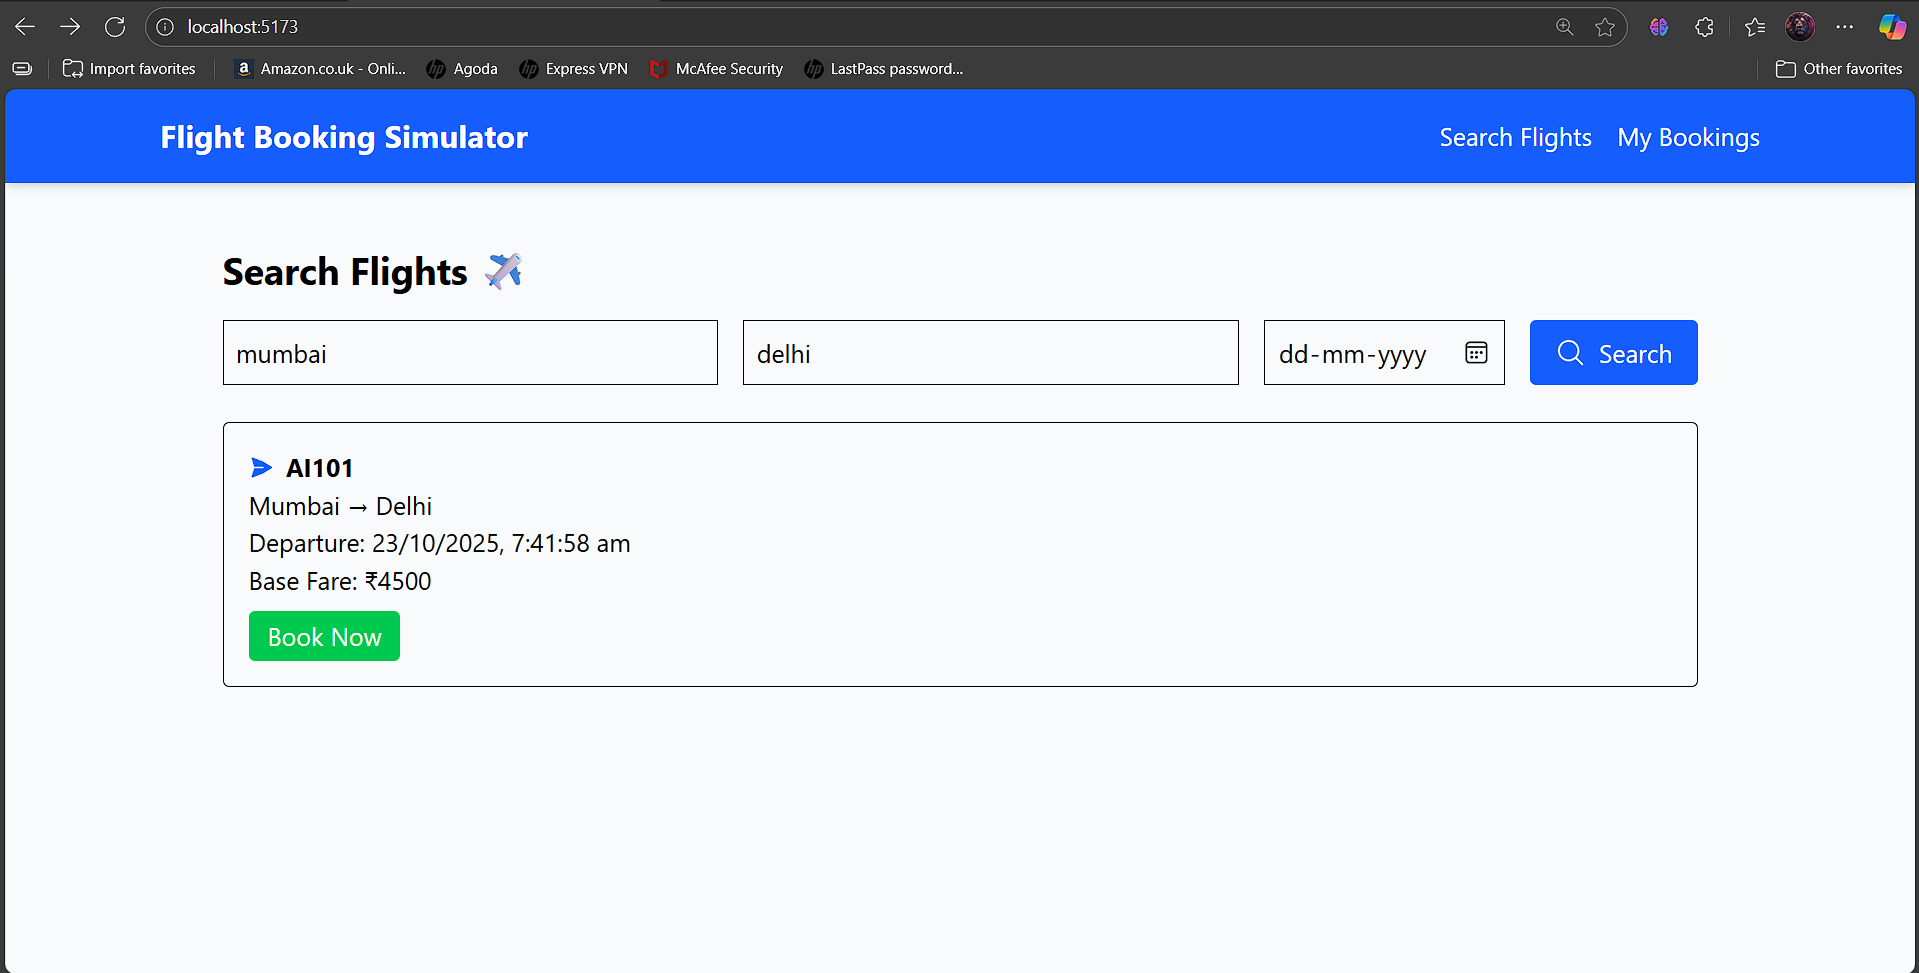 localhost:5173
Import favorites
Amazon.co.uk - Onli...
Agoda
Express VPN
McAfee Security
LastPass password...
Other favorites
Flight Booking Simulator
Search Flights
My Bookings
Search Flights ✈️
mumbai
delhi
dd-mm-yyyy
Search
AI101
Mumbai → Delhi
Departure: 23/10/2025, 7:41:58 am
Base Fare: ₹4500
Book Now